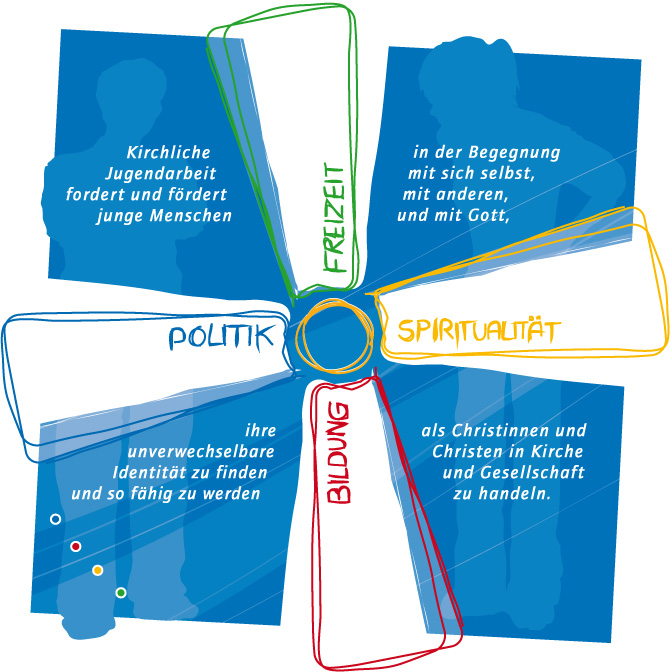 Kirchliche
Jugendarbeit
fordert und fördert
junge Menschen
in der Begegnung
mit sich selbst,
mit anderen,
und mit Gott,
FREIZEIT
POLITIK
SPIRITUALITÄT
BILDUNG
ihre
unverwechselbare
Identität zu finden
und so fähig zu werden
als Christinnen und
Christen in Kirche
und Gesellschaft
zu handeln.